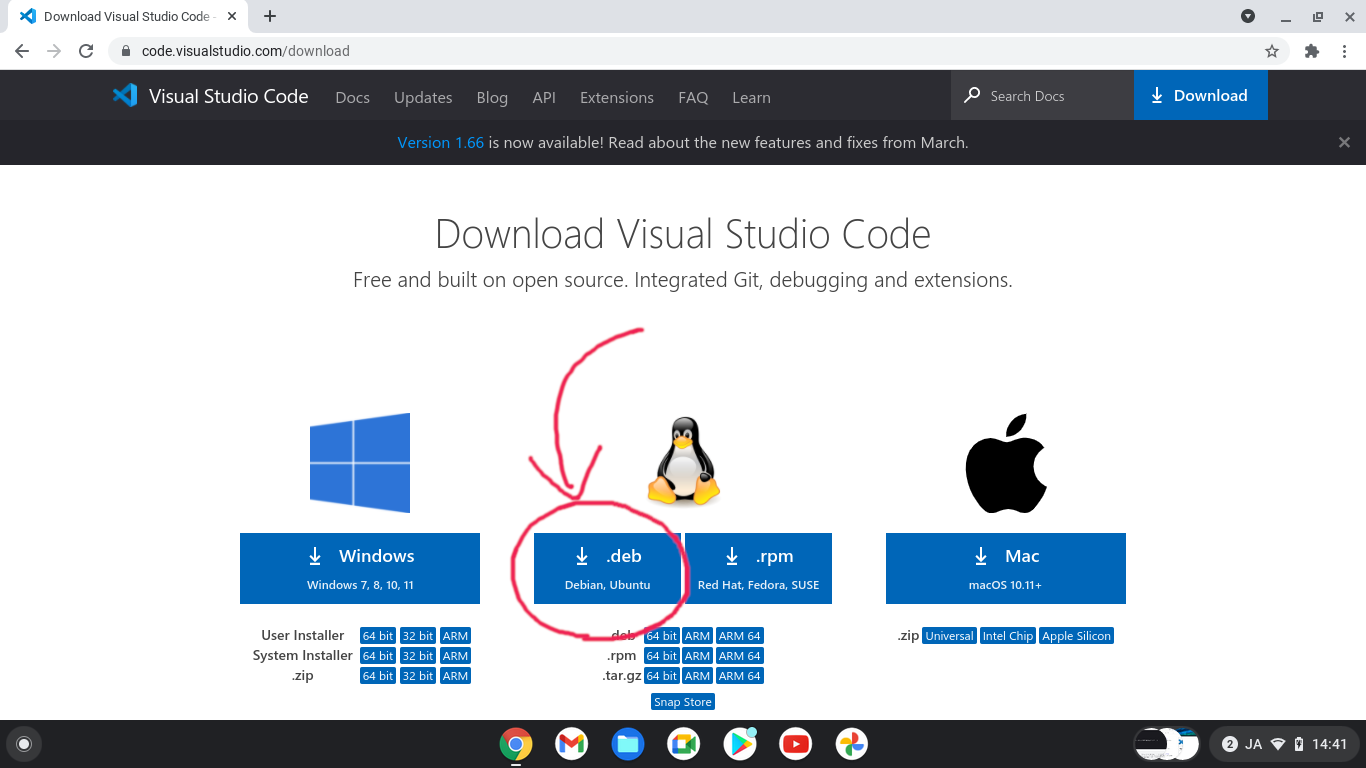 Download Visual Studio Code -
code.visualstudio.com/download
Visual Studio Code Docs Updates Blog API Extensions FAQ Learn Search Docs Download
Version 1.66 is now available! Read about the new features and fixes from March.
Download Visual Studio Code
Free and built on open source. Integrated Git, debugging and extensions.
Windows
Windows 7, 8, 10, 11
.deb
Debian, Ubuntu
.rpm
Red Hat, Fedora, SUSE
Mac
macOS 10.11+
User Installer 64 bit 32 bit ARM
System Installer 64 bit 32 bit ARM
.zip 64 bit 32 bit ARM
.deb 64 bit ARM ARM 64
.rpm 64 bit ARM ARM 64
.tar.gz 64 bit ARM ARM 64
Snap Store
.zip Universal Intel Chip Apple Silicon
2 JA 14:41